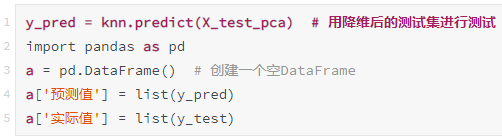 1 y_pred = knn.predict(X_test_pca)  # 用降维后的测试集进行测试
2 import pandas as pd
3 a = pd.DataFrame()  # 创建一个空DataFrame
4 a['预测值'] = list(y_pred)
5 a['实际值'] = list(y_test)